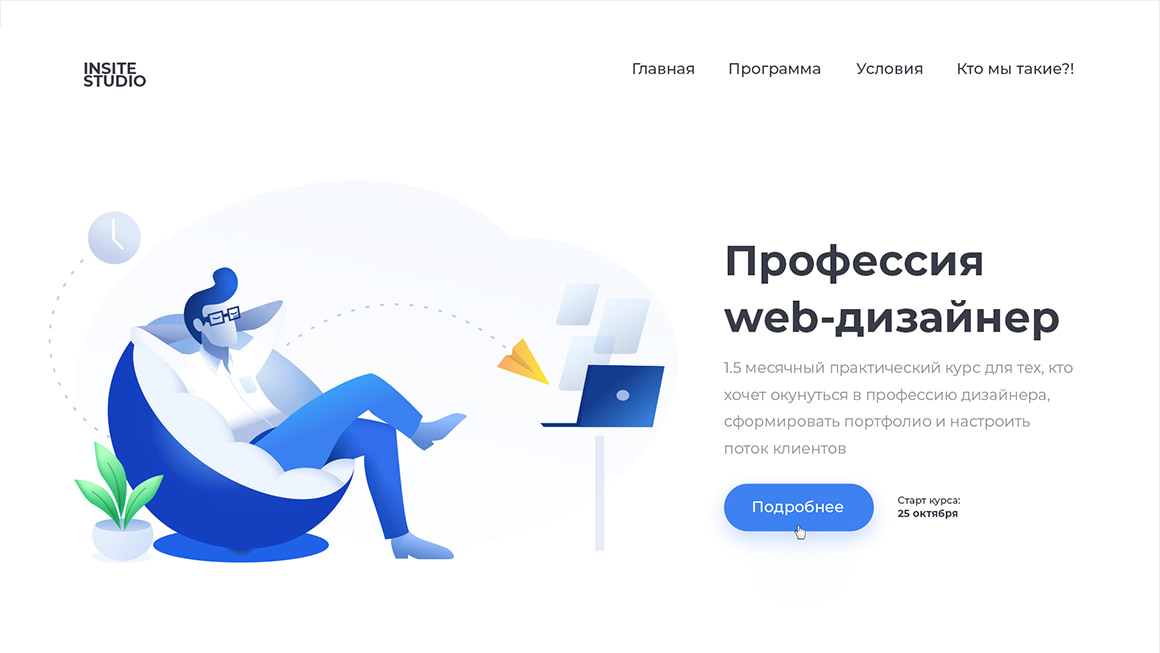 INSITE
STUDIO
Главная Программа Условия Кто мы такие?!
Профессия
web-дизайнер
1.5 месячный практический курс для тех, кто
хочет окунуться в профессию дизайнера,
сформировать портфолио и настроить
поток клиентов
Подробнее
Старт курса:
25 октября